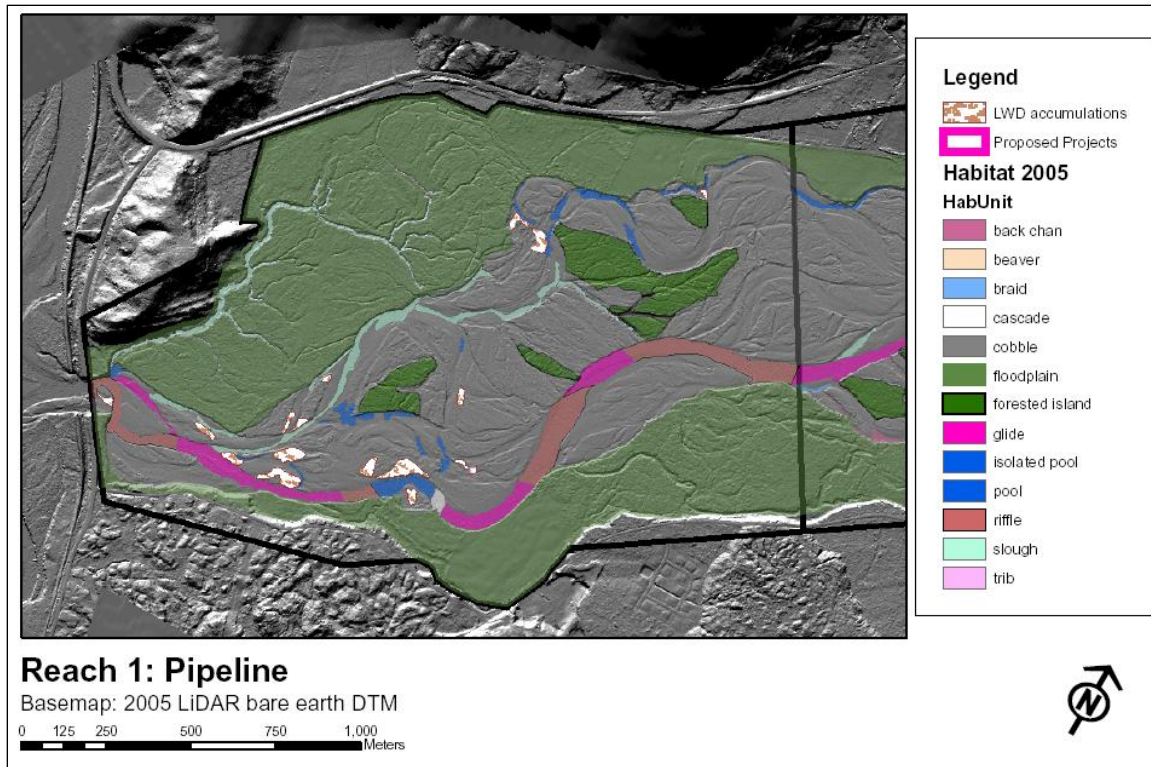 Legend
LWD accumulations
Proposed Projects
Habitat 2005
HabUnit
back chan
beaver
braid
cascade
cobble
floodplain
forested island
glide
isolated pool
pool
riffle
slough
trib
Reach 1: Pipeline
Basemap: 2005 LiDAR bare earth DTM
0 125 250 500 750 1,000
Meters
N